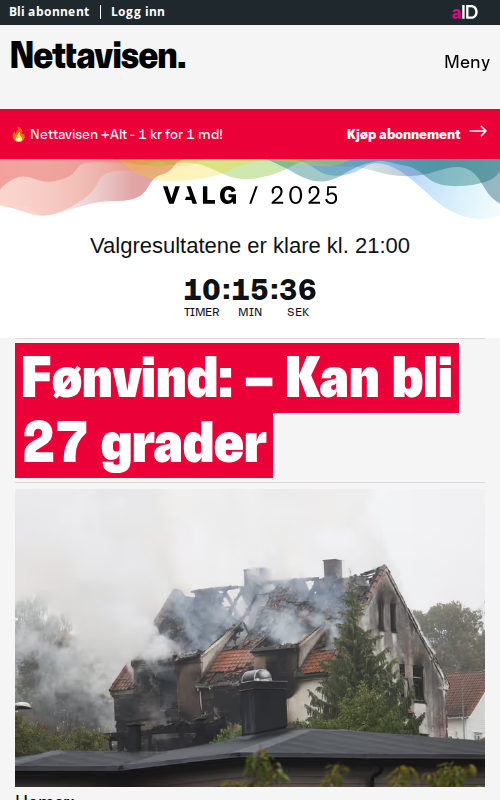 Bli abonnent | Logg inn
aID
Nettavisen.
Meny
🔥 Nettavisen +Alt - 1 kr for 1 md!
Kjøp abonnement →
VALG / 2025
Valgresultatene er klare kl. 21:00
10:15:36
TIMER MIN SEK
Fønvind: – Kan bli
27 grader